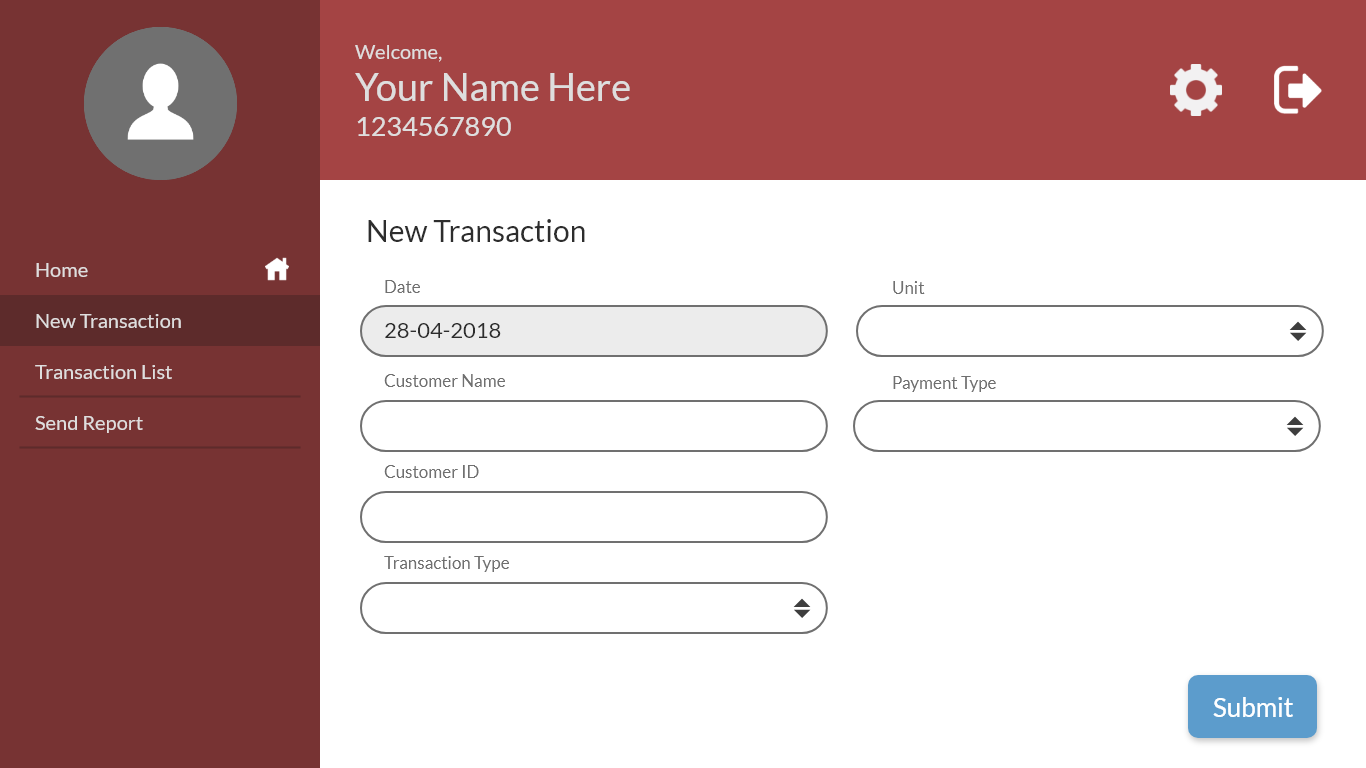 Welcome,
Your Name Here
1234567890
Home
New Transaction
Transaction List
Send Report
New Transaction
Date
28-04-2018
Customer Name
Customer ID
Transaction Type
Unit
Payment Type
Submit